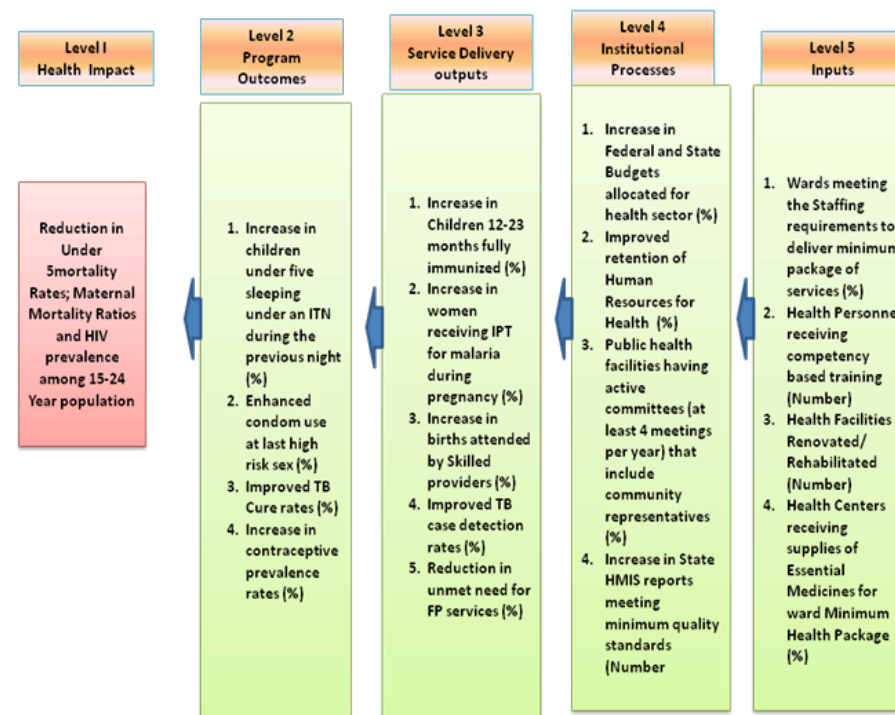 Level I
Health Impact
Reduction in
Under
5mortality
Rates; Maternal
Mortality Ratios
and HIV
prevalence
among 15-24
Year population
Level 2
Program
Outcomes
1. Increase in
children
under five
sleeping
under an ITN
during the
previous night
(%)
2. Enhanced
condom use
at last high
risk sex (%)
3. Improved TB
Cure rates (%)
4. Increase in
contraceptive
prevalence
rates (%)
Level 3
Service Delivery
outputs
1. Increase in
Children 12-23
months fully
immunized (%)
2. Increase in
women
receiving IPT
for malaria
during
pregnancy (%)
3. Increase in
births attended
by Skilled
providers (%)
4. Improved TB
case detection
rates (%)
5. Reduction in
unmet need for
FP services (%)
Level 4
Institutional
Processes
1. Increase in
Federal and State
Budgets
allocated for
health sector (%)
2. Improved
retention of
Human
Resources for
Health (%)
3. Public health
facilities having
active
committees (at
least 4 meetings
per year) that
include
community
representatives
(%)
4. Increase in State
HMIS reports
meeting
minimum quality
standards
(Number
Level 5
Inputs
1. Wards meeting
the Staffing
requirements to
deliver minimum
package of
services (%)
2. Health Personne
receiving
competency
based training
(Number)
3. Health Facilities
Renovated/
Rehabilitated
(Number)
4. Health Centers
receiving
supplies of
Essential
Medicines for
ward Minimum
Health Package
(%)